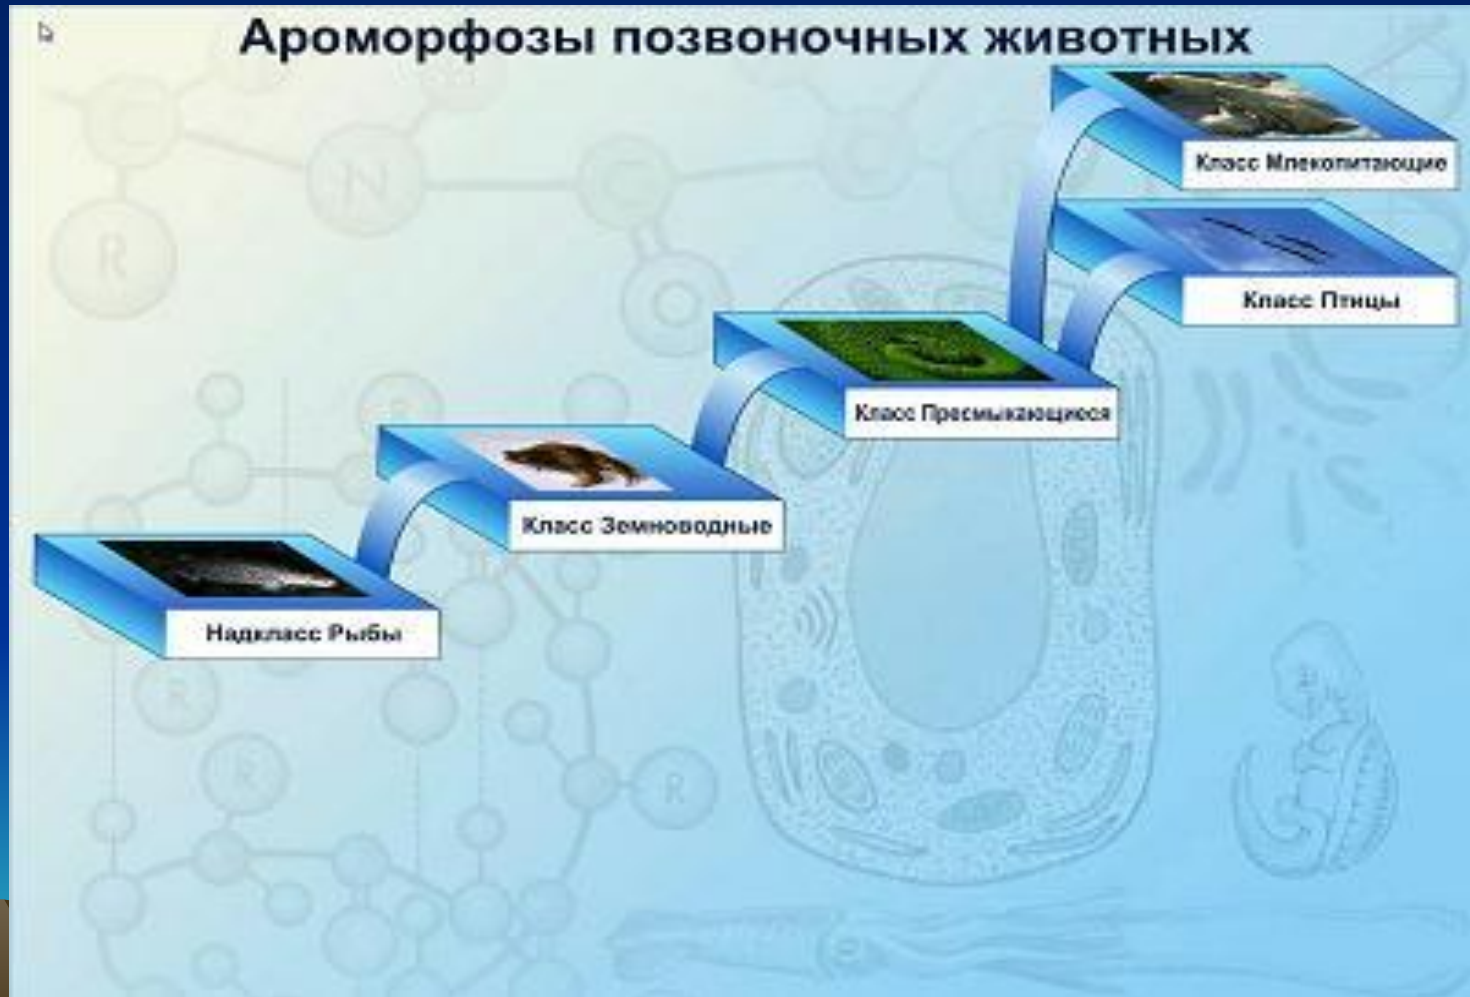 Ароморфозы позвоночных животных
Класс Млекопитающие
Класс Птицы
Класс Пресмыкающиеся
Класс Земноводные
Надкласс Рыбы
C
N
C
C
R
O
R
R
R
R